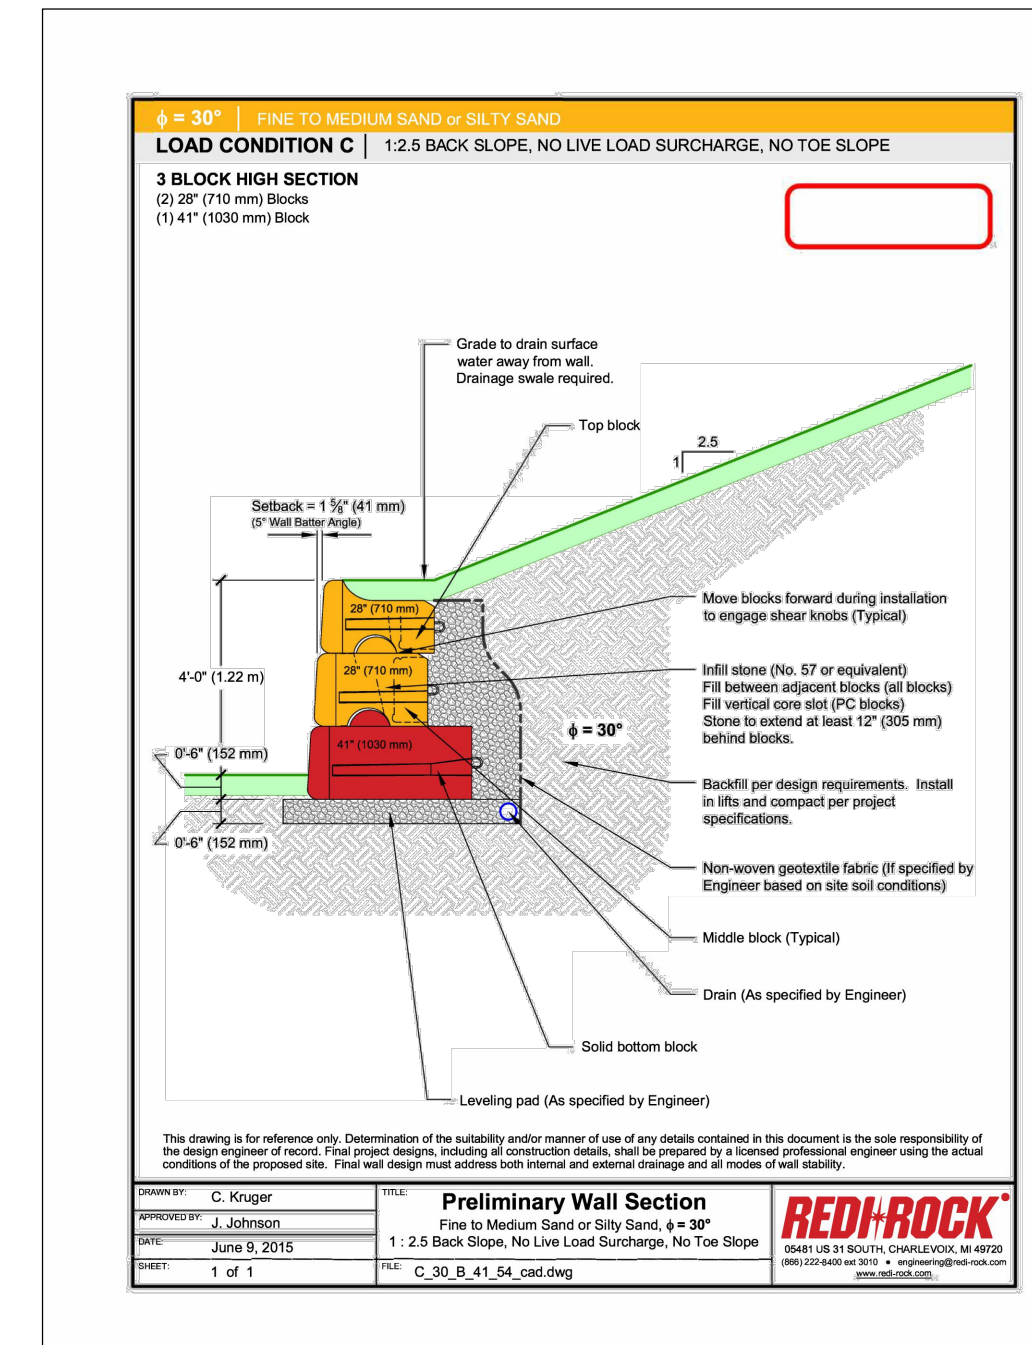 ϕ = 30° | FINE TO MEDIUM SAND or SILTY SAND
LOAD CONDITION C | 1:2.5 BACK SLOPE, NO LIVE LOAD SURCHARGE, NO TOE SLOPE
3 BLOCK HIGH SECTION
(2) 28" (710 mm) Blocks
(1) 41" (1030 mm) Block
Grade to drain surface
water away from wall.
Drainage swale required.
Top block
2.5
1
Setback = 1 5⁄8" (41 mm)
(5° Wall Batter Angle)
28" (710 mm)
Move blocks forward during installation
to engage shear knobs (Typical)
4'-0" (1.22 m)
28" (710 mm)
Infill stone (No. 57 or equivalent)
Fill between adjacent blocks (all blocks)
Fill vertical core slot (PC blocks)
Stone to extend at least 12" (305 mm)
behind blocks.
ϕ = 30°
41" (1030 mm)
0'-6" (152 mm)
Backfill per design requirements. Install
in lifts and compact per project
specifications.
0'-6" (152 mm)
Non-woven geotextile fabric (If specified by
Engineer based on site soil conditions)
Middle block (Typical)
Drain (As specified by Engineer)
Solid bottom block
Leveling pad (As specified by Engineer)
This drawing is for reference only. Determination of the suitability and/or manner of use of any details contained in this document is the sole responsibility of
the design engineer of record. Final project designs, including all construction details, shall be prepared by a licensed professional engineer using the actual
conditions of the proposed site. Final wall design must address both internal and external drainage and all modes of wall stability.
DRAWN BY: C. Kruger
APPROVED BY: J. Johnson
DATE: June 9, 2015
SHEET: 1 of 1
TITLE: Preliminary Wall Section
Fine to Medium Sand or Silty Sand, ϕ = 30°
1 : 2.5 Back Slope, No Live Load Surcharge, No Toe Slope
FILE: C_30_B_41_54_cad.dwg
REDI ROCK
05481 US 31 SOUTH, CHARLEVOIX, MI 49720
(866) 222-8400 ext 3010 • engineering@redi-rock.com
www.redi-rock.com